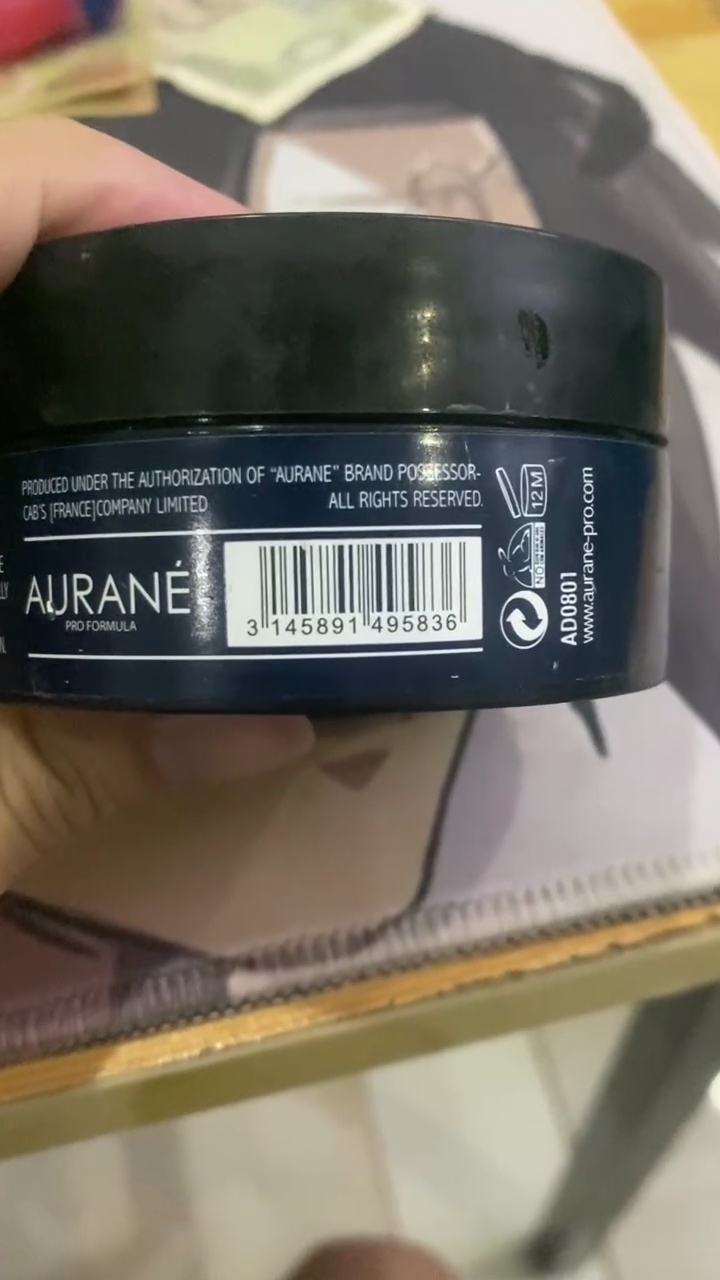 PRODUCED UNDER THE AUTHORIZATION OF “AURANE” BRAND POSSESSOR-
CAB'S [FRANCE]COMPANY LIMITED ALL RIGHTS RESERVED.
AURANÉ
PRO FORMULA
3 145891 495836
12 M
AD0801
www.aurane-pro.com